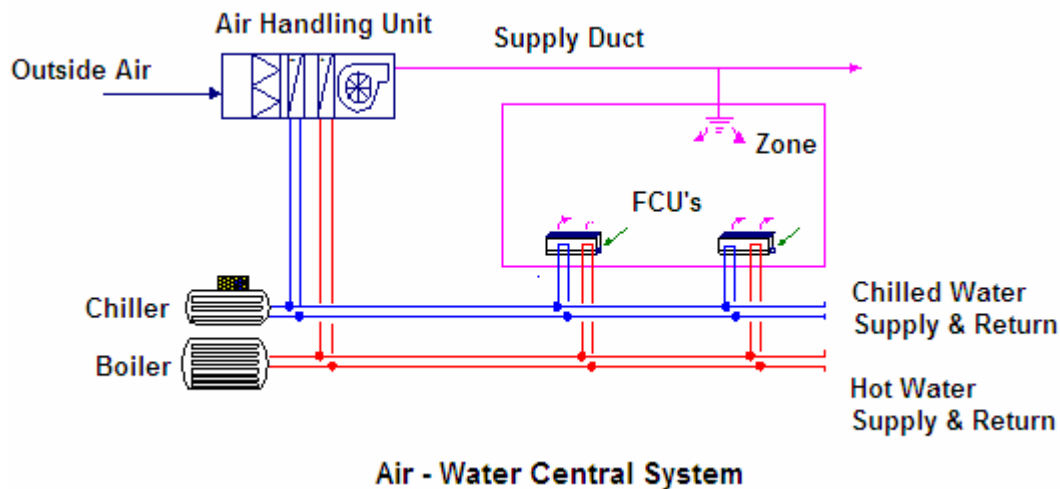 Air Handling Unit
Supply Duct
Outside Air
Zone
FCU's
Chiller
Chilled Water
Supply & Return
Boiler
Hot Water
Supply & Return
Air - Water Central System